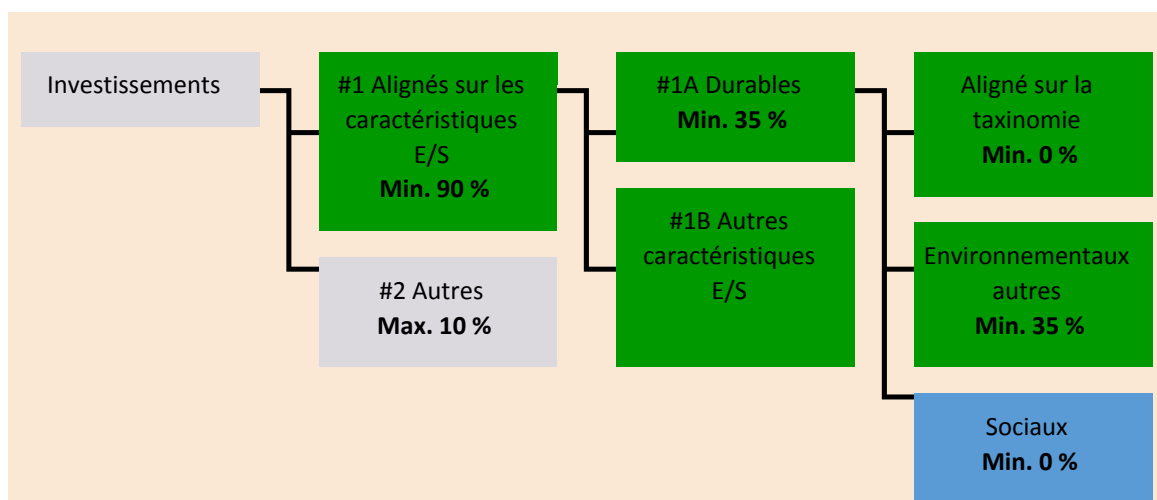 Investissements
#1 Alignés sur les
caractéristiques
E/S
Min. 90 %
#2 Autres
Max. 10 %
#1A Durables
Min. 35 %
#1B Autres
caractéristiques
E/S
Aligné sur la
taxinomie
Min. 0 %
Environnementaux
autres
Min. 35 %
Sociaux
Min. 0 %